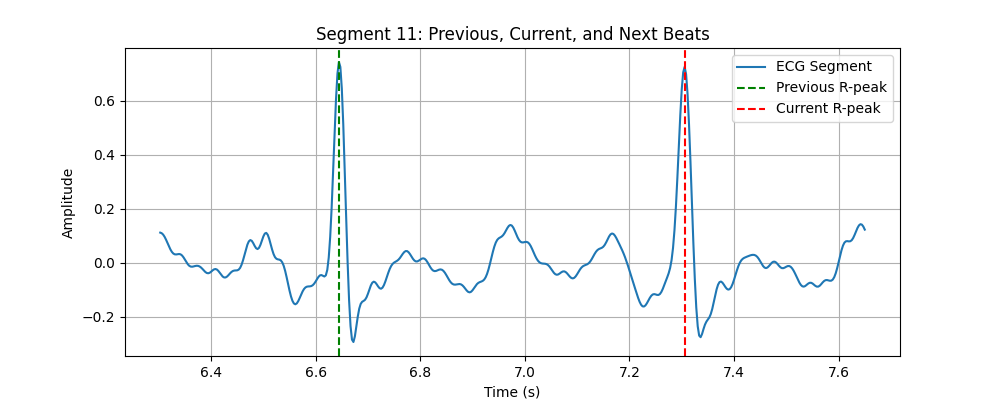 Segment 11: Previous, Current, and Next Beats
ECG Segment
Previous R-peak
Current R-peak
Amplitude
0.6
0.4
0.2
0.0
−0.2
6.4 6.6 6.8 7.0 7.2 7.4 7.6
Time (s)